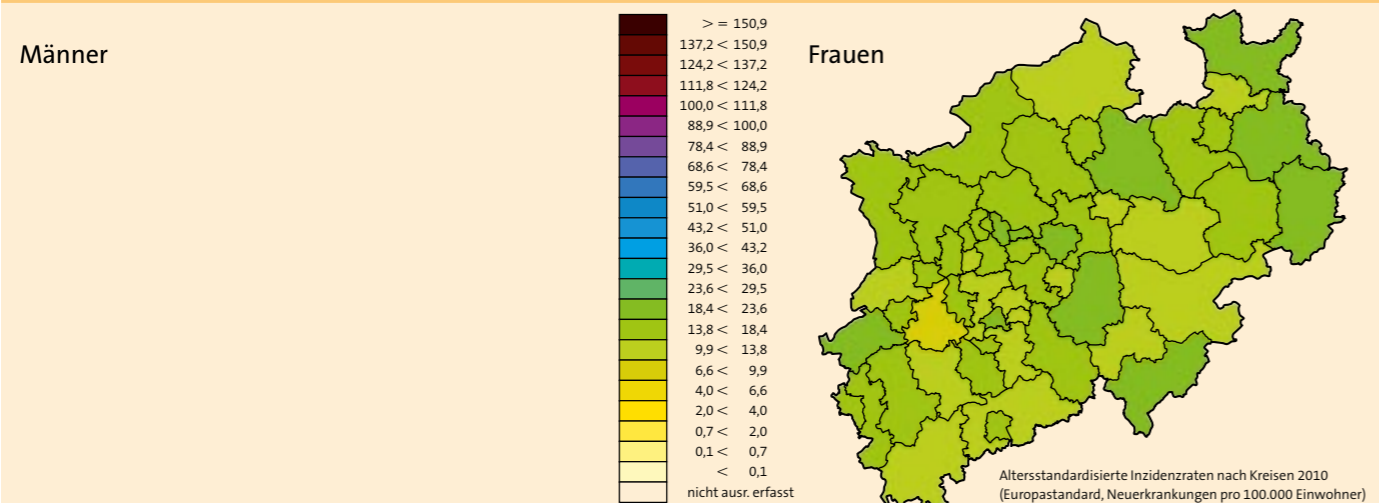 Männer
> = 150,9
137,2 < 150,9
124,2 < 137,2
111,8 < 124,2
100,0 < 111,8
88,9 < 100,0
78,4 < 88,9
68,6 < 78,4
59,5 < 68,6
51,0 < 59,5
43,2 < 51,0
36,0 < 43,2
29,5 < 36,0
23,6 < 29,5
18,4 < 23,6
13,8 < 18,4
9,9 < 13,8
6,6 < 9,9
4,0 < 6,6
2,0 < 4,0
0,7 < 2,0
0,1 < 0,7
< 0,1
nicht ausr. erfasst
Frauen
Altersstandardisierte Inzidenzraten nach Kreisen 2010
(Europastandard, Neuerkrankungen pro 100.000 Einwohner)